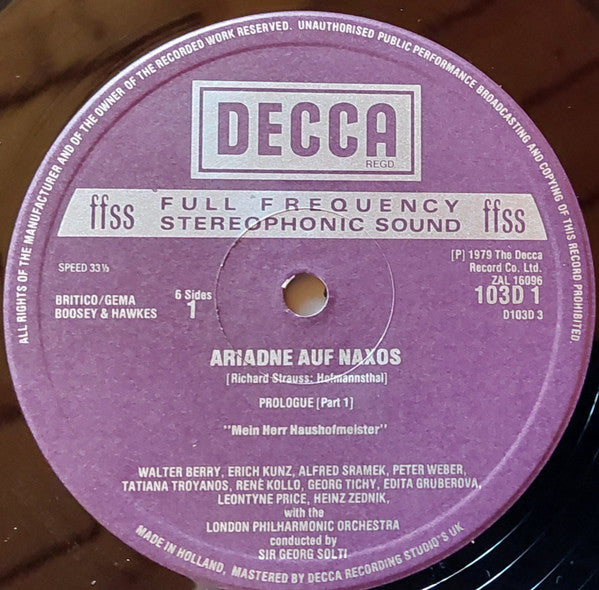 ALL RIGHTS OF THE MANUFACTURER AND OF THE OWNER OF THE RECORDED WORK RESERVED. UNAUTHORISED PUBLIC PERFORMANCE BROADCASTING AND COPYING OF THIS RECORD PROHIBITED.
DECCA
REGD.
ffss FULL FREQUENCY STEREOPHONIC SOUND ffss
SPEED 33⅓
[P] 1979 The Decca
Record Co. Ltd.
ZAL 16096
BRITICO/GEMA
BOOSEY & HAWKES
6 Sides
1
103D 1
D103D 3
ARIADNE AUF NAXOS
[Richard Strauss: Hofmannsthal)
PROLOGUE [Part 1]
"Mein Herr Haushofmeister"
WALTER BERRY, ERICH KUNZ, ALFRED SRAMEK, PETER WEBER,
TATIANA TROYANOS, RENÉ KOLLO, GEORG TICHY, EDITA GRUBEROVA,
LEONTYNE PRICE, HEINZ ZEDNIK,
with the
LONDON PHILHARMONIC ORCHESTRA
conducted by
SIR GEORG SOLTI
MADE IN HOLLAND, MASTERED BY DECCA RECORDING STUDIO'S UK